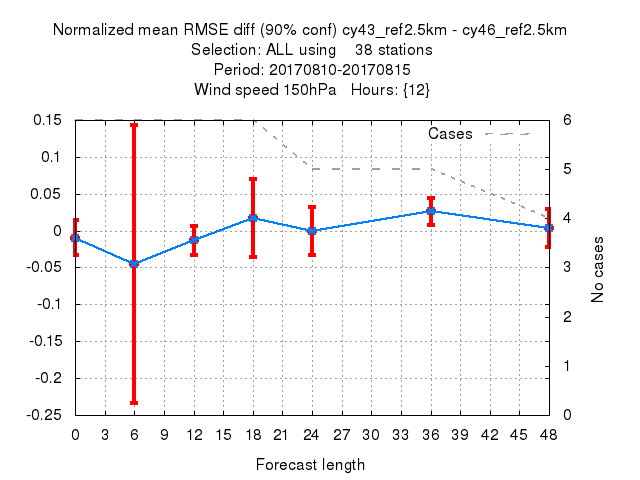 Normalized mean RMSE diff (90% conf) cy43_ref2.5km - cy46_ref2.5km
Selection: ALL using    38 stations
Period: 20170810-20170815
Wind speed 150hPa   Hours: {12}
Cases
0.15
0.1
0.05
0
-0.05
-0.1
-0.15
-0.2
-0.25
6
5
4
3
2
1
0
No cases
0 3 6 9 12 15 18 21 24 27 30 33 36 39 42 45 48
Forecast length